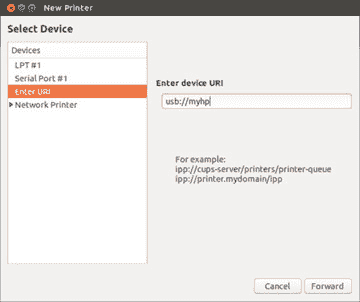 New Printer
Select Device
Devices
LPT #1
Serial Port #1
Enter URI
Network Printer
Enter device URI
usb://myhp
For example:
ipp://cups-server/printers/printer-queue
ipp://printer.mydomain/ipp
Cancel
Forward